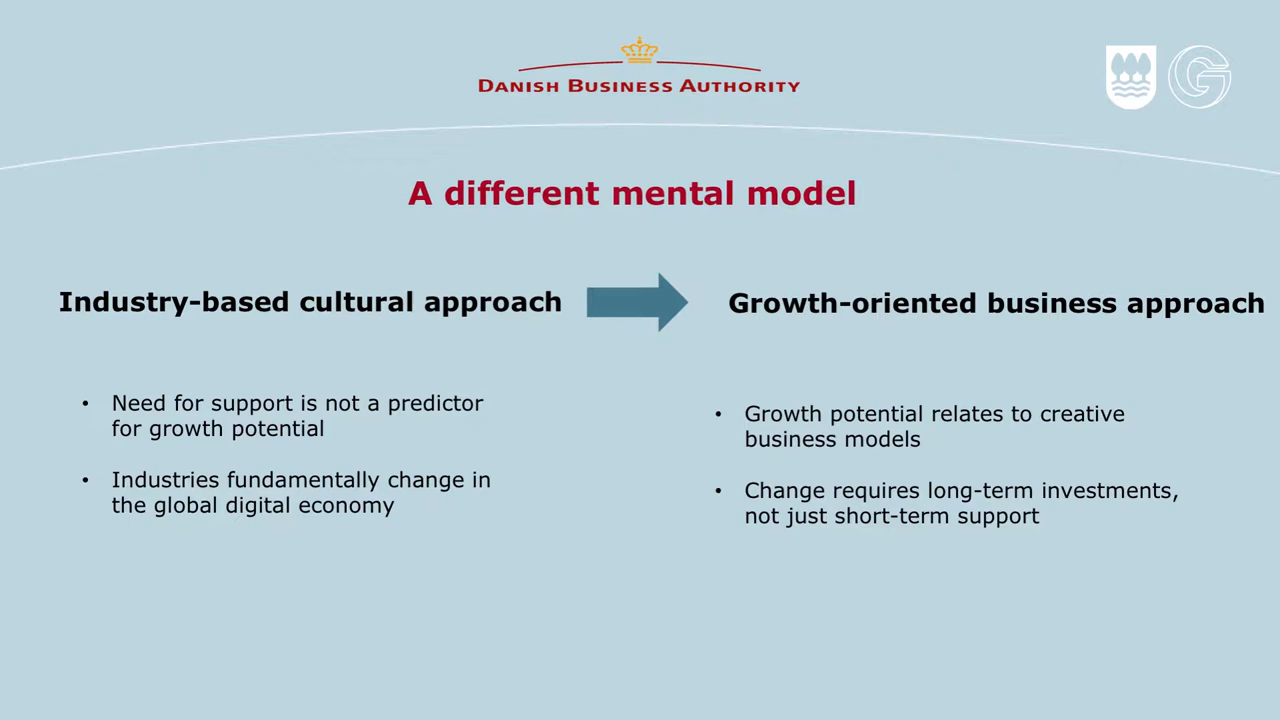 DANISH BUSINESS AUTHORITY
A different mental model
Industry-based cultural approach
Growth-oriented business approach
• Need for support is not a predictor
for growth potential
• Industries fundamentally change in
the global digital economy
• Growth potential relates to creative
business models
• Change requires long-term investments,
not just short-term support